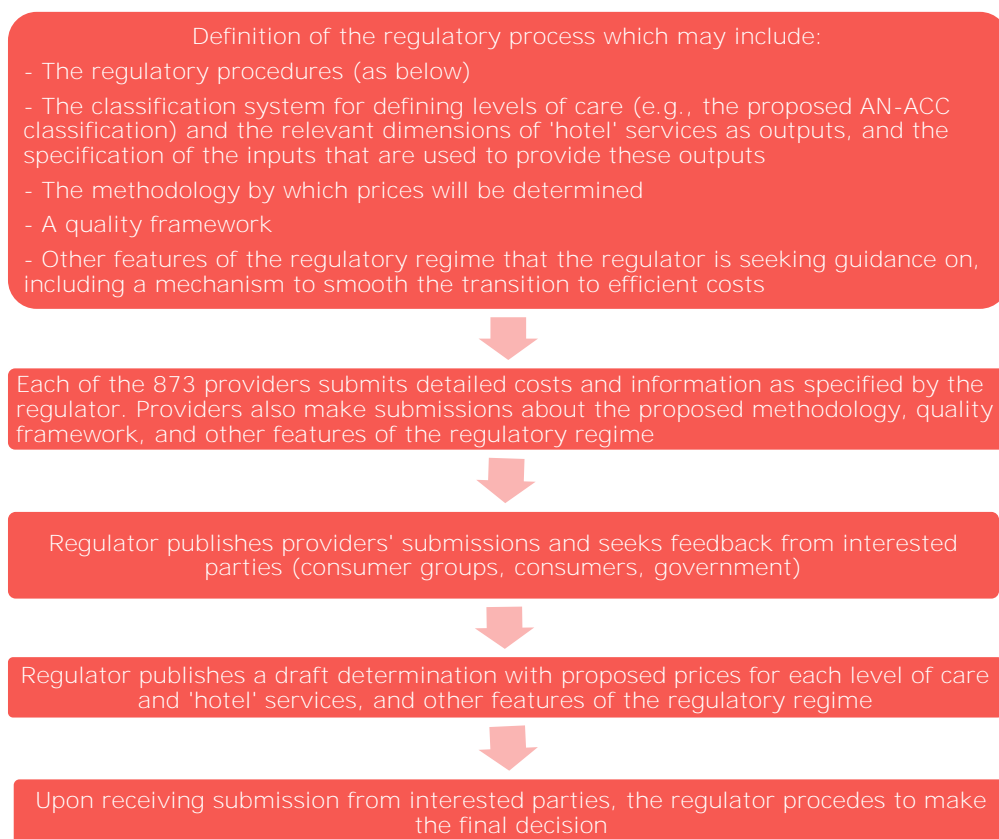 Definition of the regulatory process which may include:
- The regulatory procedures (as below)
- The classification system for defining levels of care (e.g., the proposed AN-ACC
classification) and the relevant dimensions of 'hotel' services as outputs, and the
specification of the inputs that are used to provide these outputs
- The methodology by which prices will be determined
- A quality framework
- Other features of the regulatory regime that the regulator is seeking guidance on,
including a mechanism to smooth the transition to efficient costs
Each of the 873 providers submits detailed costs and information as specified by the
regulator. Providers also make submissions about the proposed methodology, quality
framework, and other features of the regulatory regime
Regulator publishes providers' submissions and seeks feedback from interested
parties (consumer groups, consumers, government)
Regulator publishes a draft determination with proposed prices for each level of care
and 'hotel' services, and other features of the regulatory regime
Upon receiving submission from interested parties, the regulator procedes to make
the final decision